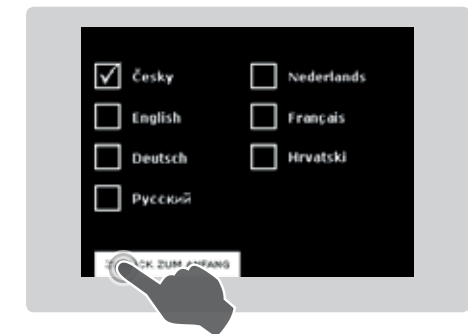 Česky
Nederlands
English
Français
Deutsch
Hrvatski
Русский
ZUM ANFANG